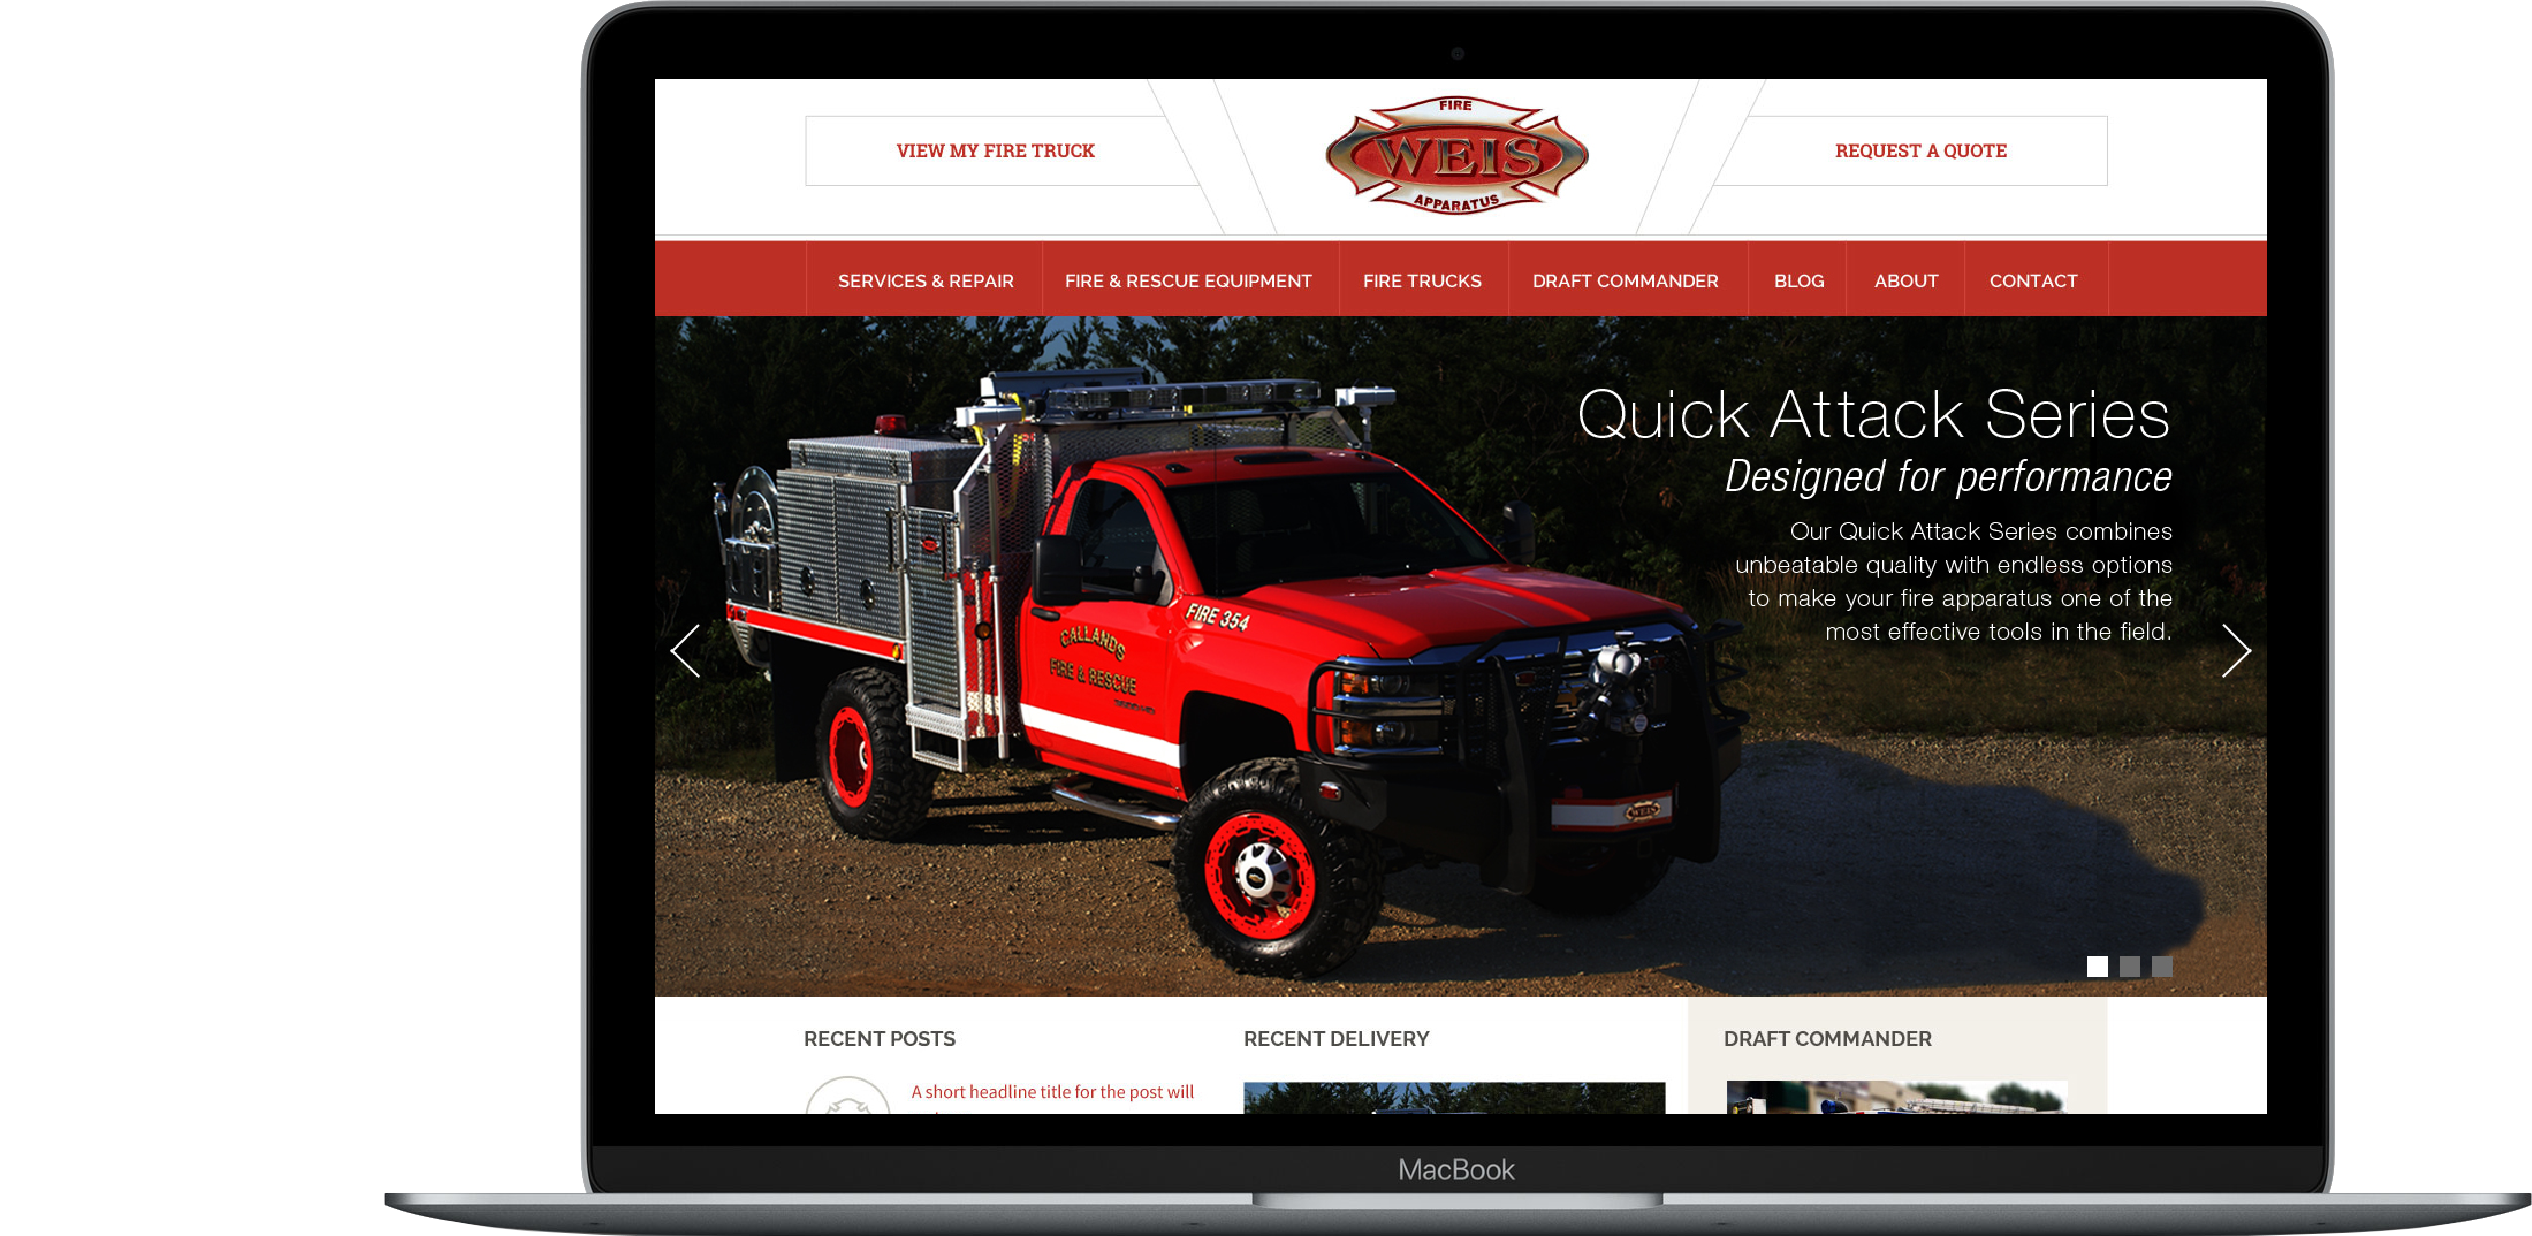 FIRE
WEIS
APPARATUS
VIEW MY FIRE TRUCK
REQUEST A QUOTE
SERVICES & REPAIR
FIRE & RESCUE EQUIPMENT
FIRE TRUCKS
DRAFT COMMANDER
BLOG
ABOUT
CONTACT
Quick Attack Series
Designed for performance
Our Quick Attack Series combines
unbeatable quality with endless options
to make your fire apparatus one of the
most effective tools in the field.
FIRE 354
CALLANDS
FIRE & RESCUE
WEIS
RECENT POSTS
A short headline title for the post will
RECENT DELIVERY
DRAFT COMMANDER
MacBook